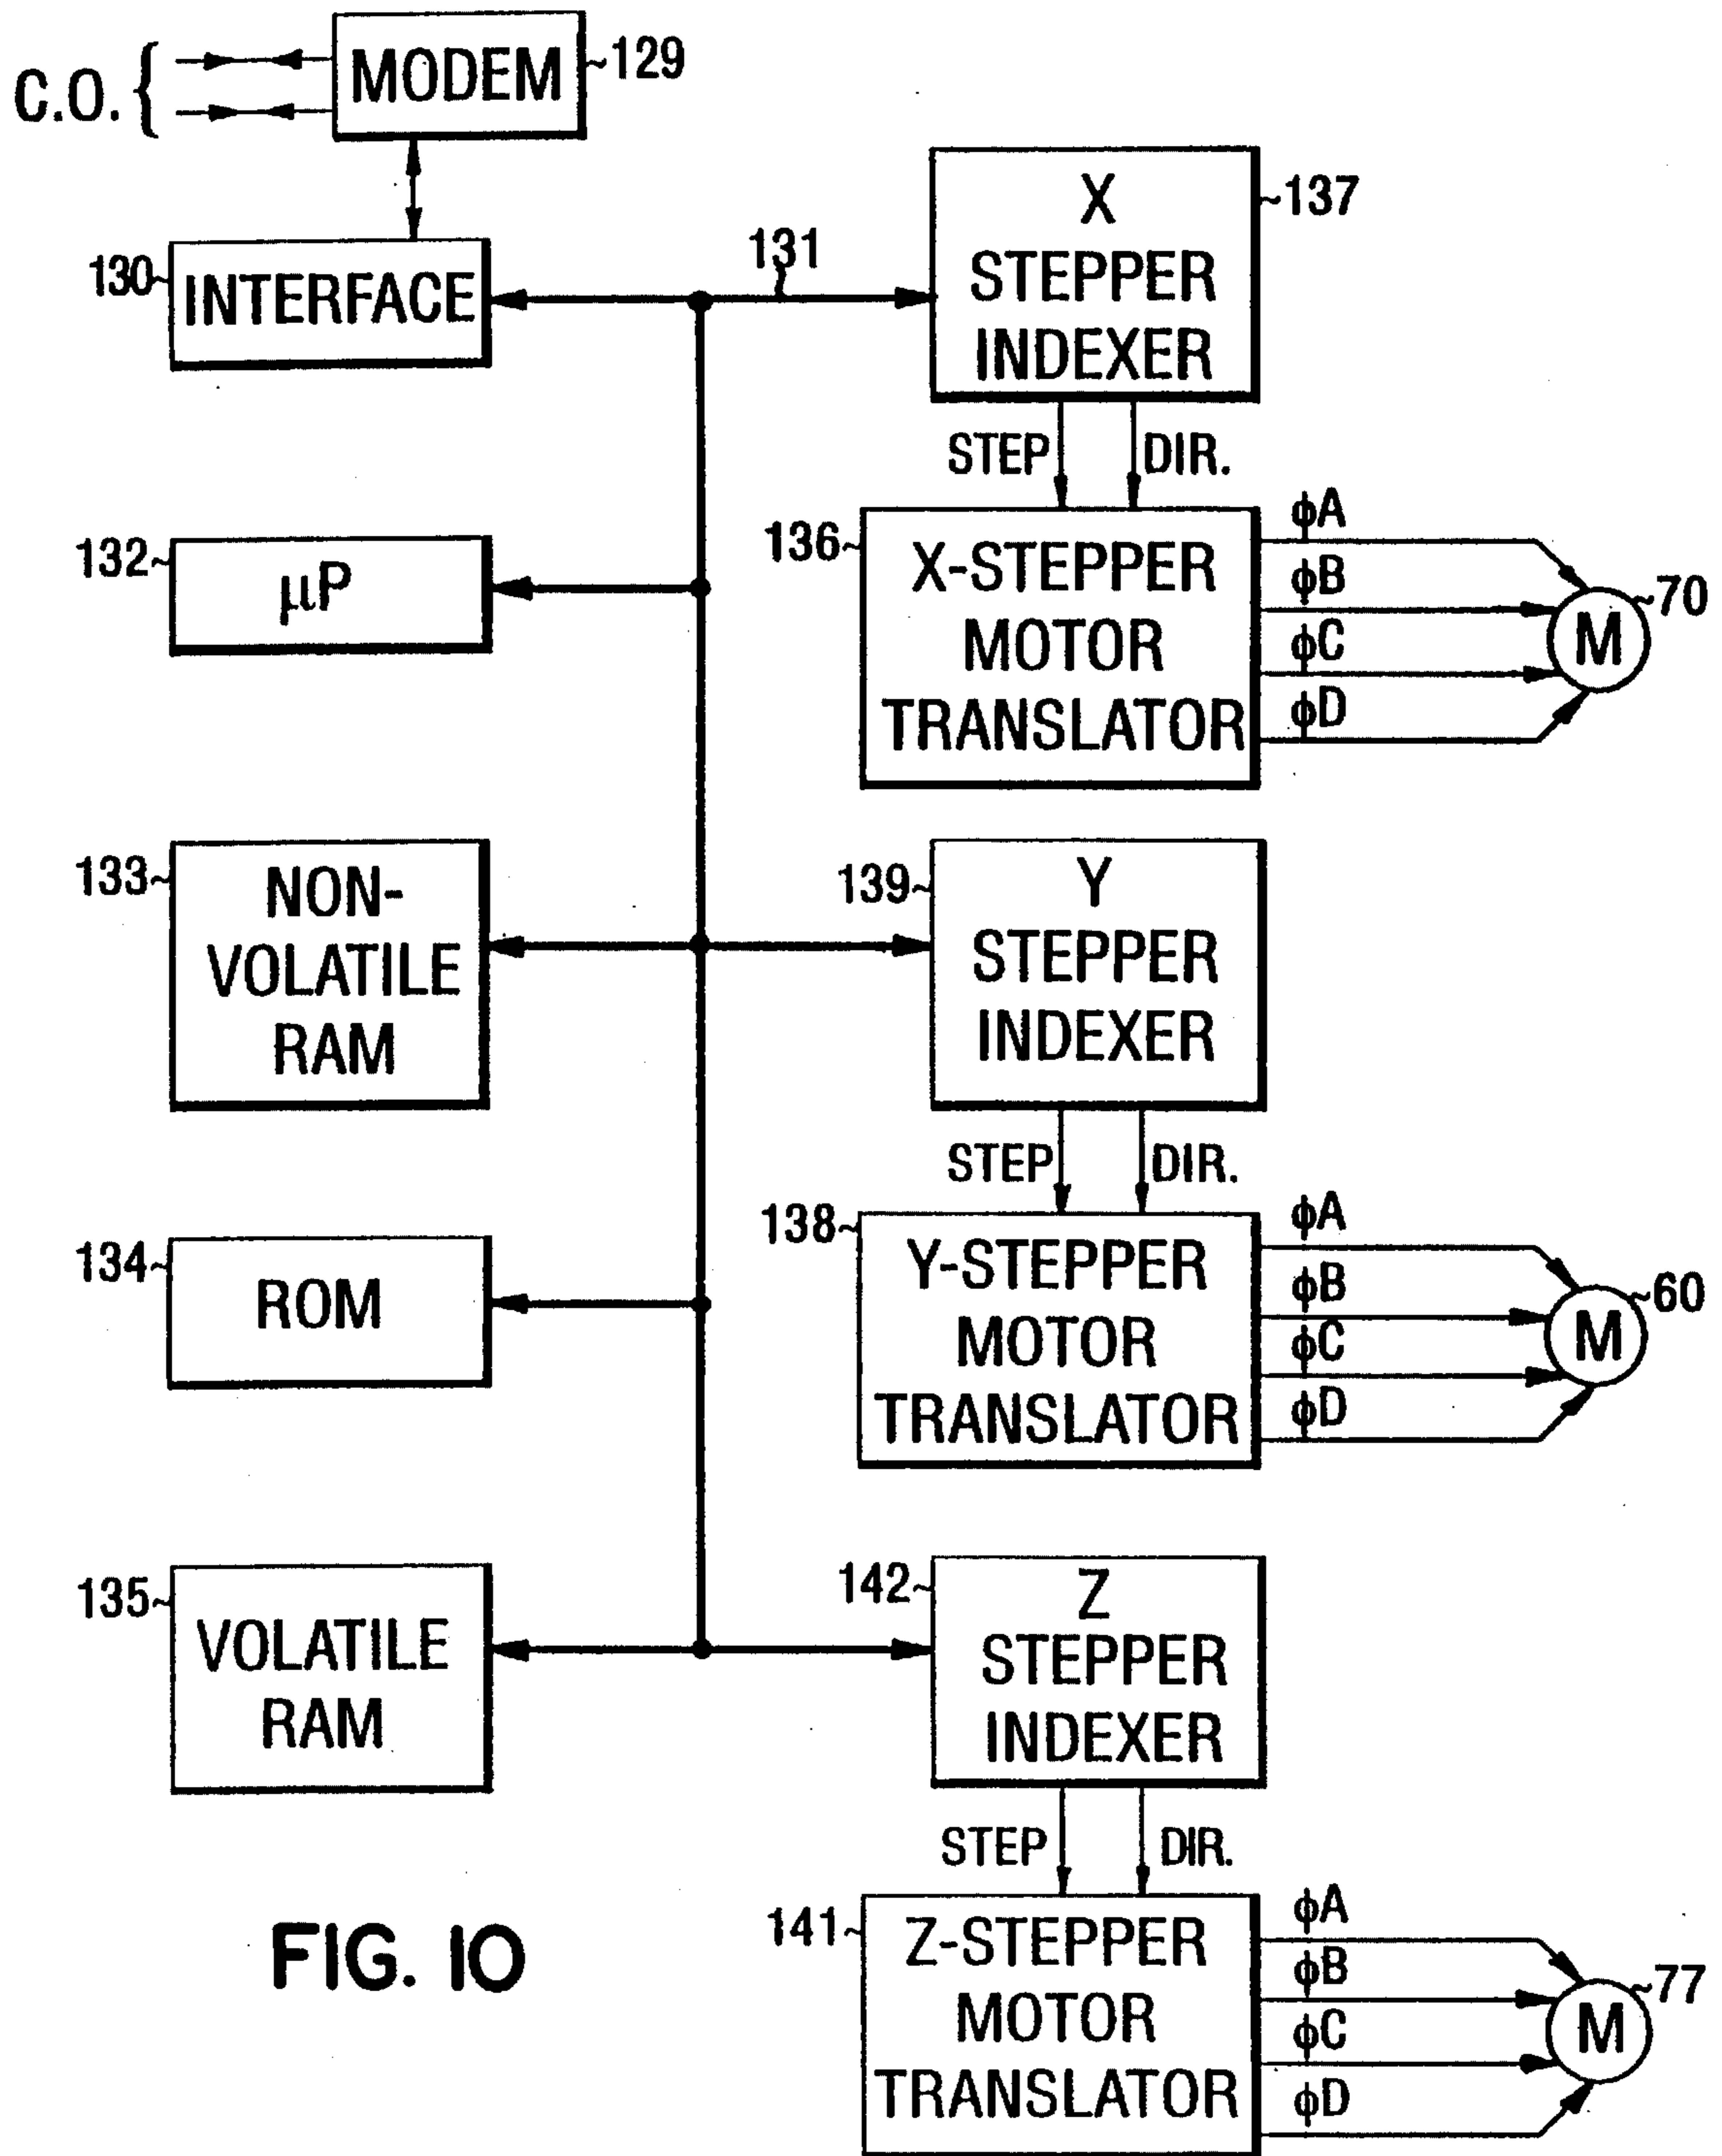 C.O. {
MODEM
129
130
INTERFACE
131
X
STEPPER
INDEXER
137
STEP
DIR.
132
μP
136
X-STEPPER
MOTOR
TRANSLATOR
ϕA
ϕB
ϕC
ϕD
M
70
133
NON-
VOLATILE
RAM
139
Y
STEPPER
INDEXER
STEP
DIR.
134
ROM
138
Y-STEPPER
MOTOR
TRANSLATOR
ϕA
ϕB
ϕC
ϕD
M
60
135
VOLATILE
RAM
142
Z
STEPPER
INDEXER
STEP
DIR.
141
Z-STEPPER
MOTOR
TRANSLATOR
ϕA
ϕB
ϕC
ϕD
M
77
FIG. 10